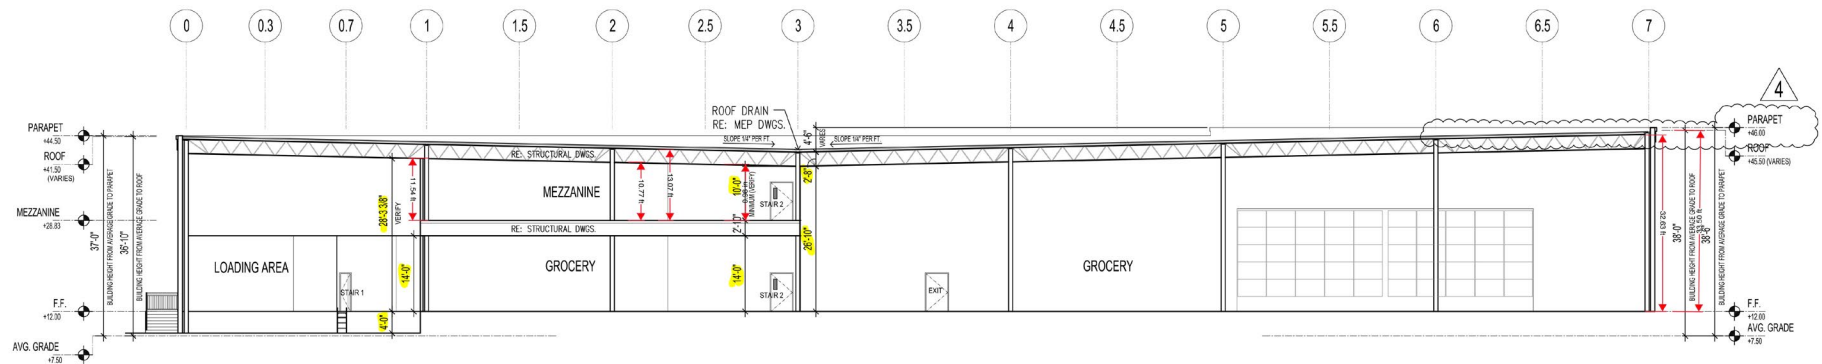 0 0.3 0.7 1 1.5 2 2.5 3 3.5 4 4.5 5 5.5 6 6.5 7
4
ROOF DRAIN
RE: MEP DWGS.
SLOPE 1/4" PER FT.
SLOPE 1/4" PER FT.
4'-6"
VARIES
PARAPET
+44.50
ROOF
+41.50
(VARIES)
MEZZANINE
+28.83
F.F.
+12.00
AVG. GRADE
+7.50
37'-0"
BUILDING HEIGHT FROM AVERAGE GRADE TO PARAPET
36'-10"
BUILDING HEIGHT FROM AVERAGE GRADE TO ROOF
LOADING AREA
STAIR 1
28'-3 3/8"
VERIFY
11.54 ft
14'-0"
4'-0"
RE: STRUCTURAL DWGS.
MEZZANINE
10.77 ft
13.07 ft
10'-0"
MINIMUM (VERIFY)
STAIR 2
2'-8"
2'-10"
RE: STRUCTURAL DWGS.
26'-10"
GROCERY
14'-0"
STAIR 2
EXIT
GROCERY
32.63 ft
33.50 ft
38'-0"
BUILDING HEIGHT FROM AVERAGE GRADE TO ROOF
38'-6"
BUILDING HEIGHT FROM AVERAGE GRADE TO PARAPET
PARAPET
+46.00
ROOF
+45.50 (VARIES)
F.F.
+12.00
AVG. GRADE
+7.50